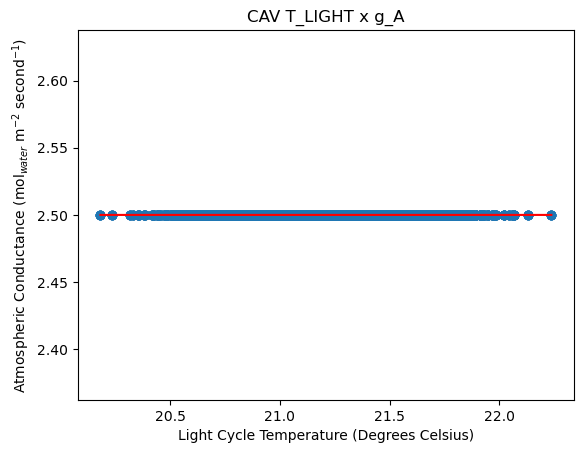 CAV T_LIGHT x g_A
Atmospheric Conductance (mol_water m⁻² second⁻¹)
2.60
2.55
2.50
2.45
2.40
20.5 21.0 21.5 22.0
Light Cycle Temperature (Degrees Celsius)